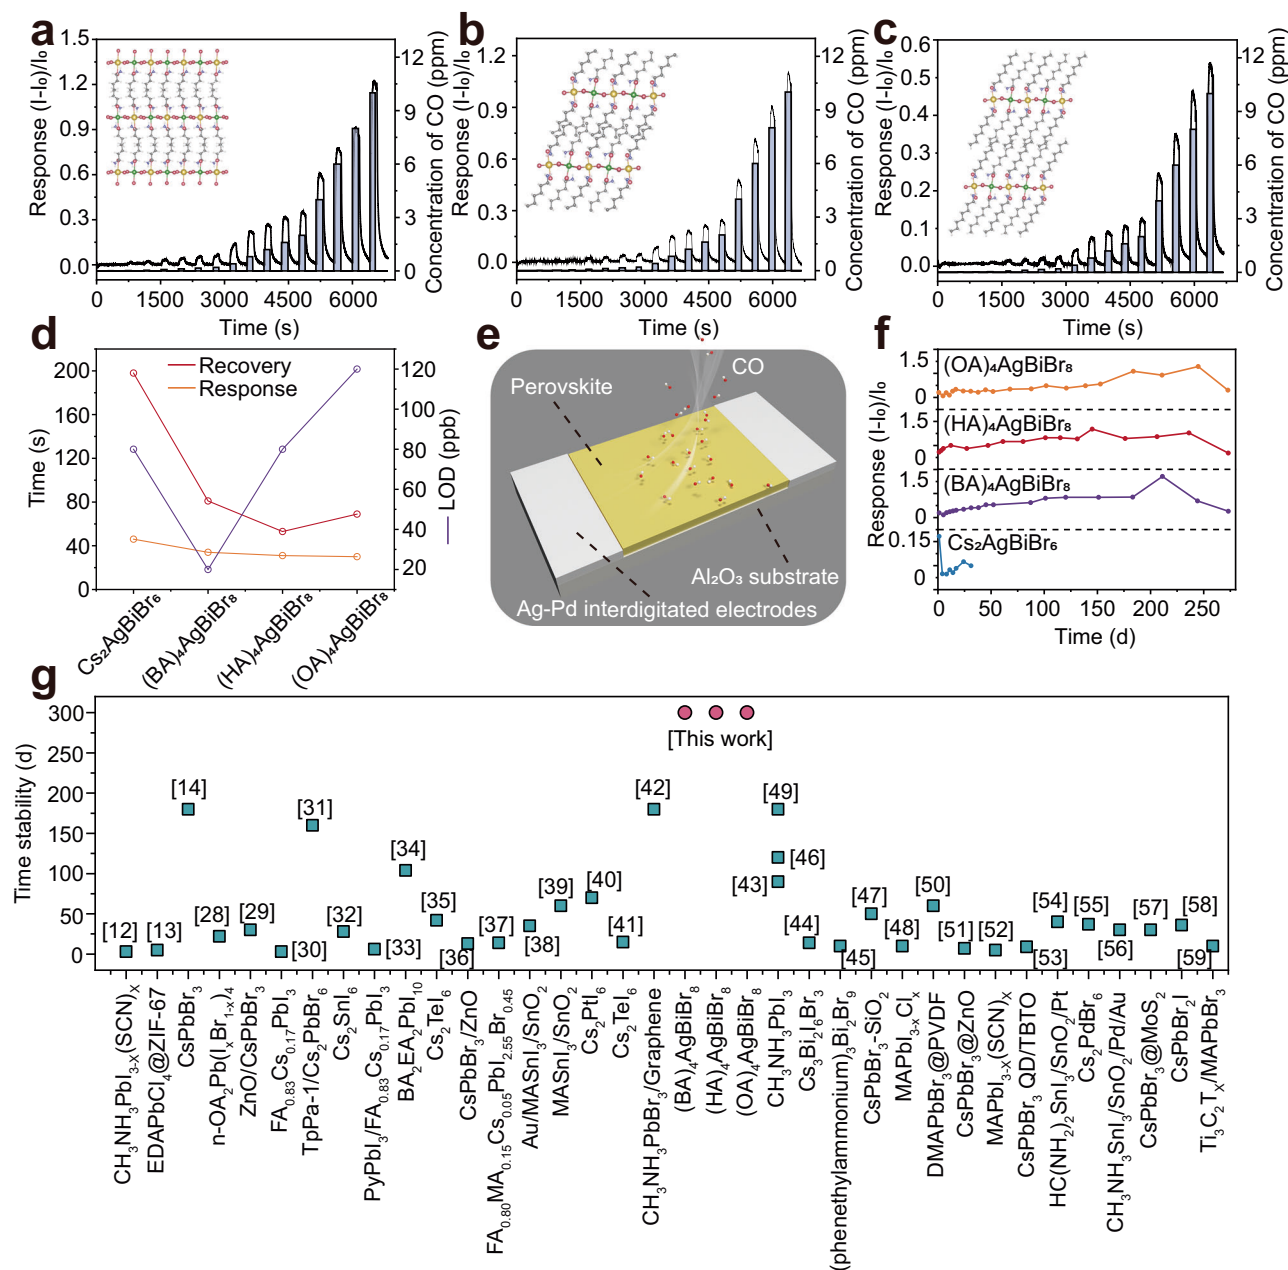 a
Response (I-I₀)/I₀
1.5
1.2
0.9
0.6
0.3
0.0
0 1500 3000 4500 6000
Time (s)
12
9
6
3
0
Concentration of CO (ppm)
b
Response (I-I₀)/I₀
1.2
0.9
0.6
0.3
0.0
0 1500 3000 4500 6000
Time (s)
12
9
6
3
0
Concentration of CO (ppm)
c
Response (I-I₀)/I₀
0.6
0.5
0.4
0.3
0.2
0.1
0.0
0 1500 3000 4500 6000
Time (s)
12
9
6
3
0
Concentration of CO (ppm)
d
Time (s)
200
160
120
80
40
0
Recovery
Response
120
100
80
60
40
20
LOD (ppb)
Cs₂AgBiBr₆
(BA)₄AgBiBr₈
(HA)₄AgBiBr₈
(OA)₄AgBiBr₈
e
CO
Perovskite
Al₂O₃ substrate
Ag-Pd interdigitated electrodes
f
Response (I-I₀)/I₀
1.5
0
1.5
0
1.5
0
0.15
0
(OA)₄AgBiBr₈
(HA)₄AgBiBr₈
(BA)₄AgBiBr₈
Cs₂AgBiBr₆
0 50 100 150 200 250
Time (d)
g
Time stability (d)
300
250
200
150
100
50
0
[This work]
[12]
[13]
[14]
[28]
[29]
[30]
[31]
[32]
[33]
[34]
[35]
[36]
[37]
[38]
[39]
[40]
[41]
[42]
[43]
[49]
[46]
[44]
[45]
[47]
[48]
[50]
[51]
[52]
[53]
[54]
[55]
[56]
[57]
[58]
[59]
CH₃NH₃PbI₃₋ₓ(SCN)ₓ
EDAPbCl₄@ZIF-67
CsPbBr₃
n-OA₂Pb(IₓBr₁₋ₓ)₄
ZnO/CsPbBr₃
FA₀.₈₃Cs₀.₁₇PbI₃
TpPa-1/Cs₂PbBr₆
Cs₂SnI₆
PyPbI₃/FA₀.₈₃Cs₀.₁₇PbI₃
BA₂EA₂PbI₁₀
Cs₂TeI₆
CsPbBr₃/ZnO
FA₀.₈₀MA₀.₁₅Cs₀.₀₅PbI₂.₅₅Br₀.₄₅
Au/MASnI₃/SnO₂
MASnI₃/SnO₂
Cs₂PtI₆
Cs₂TeI₆
CH₃NH₃PbBr₃/Graphene
(BA)₄AgBiBr₈
(HA)₄AgBiBr₈
(OA)₄AgBiBr₈
CH₃NH₃PbI₃
Cs₃Bi₂I₆Br₃
(phenethylammonium)₃Bi₂Br₉
CsPbBr₃-SiO₂
MAPbI₃₋ₓClₓ
DMAPbBr₃@PVDF
CsPbBr₃@ZnO
MAPbI₃₋ₓ(SCN)ₓ
CsPbBr₃ QD/TBTO
HC(NH₂)₂SnI₃/SnO₂/Pt
Cs₂PdBr₆
CH₃NH₃SnI₃/SnO₂/Pd/Au
CsPbBr₃@MoS₂
CsPbBr₂I
Ti₃C₂Tₓ/MAPbBr₃